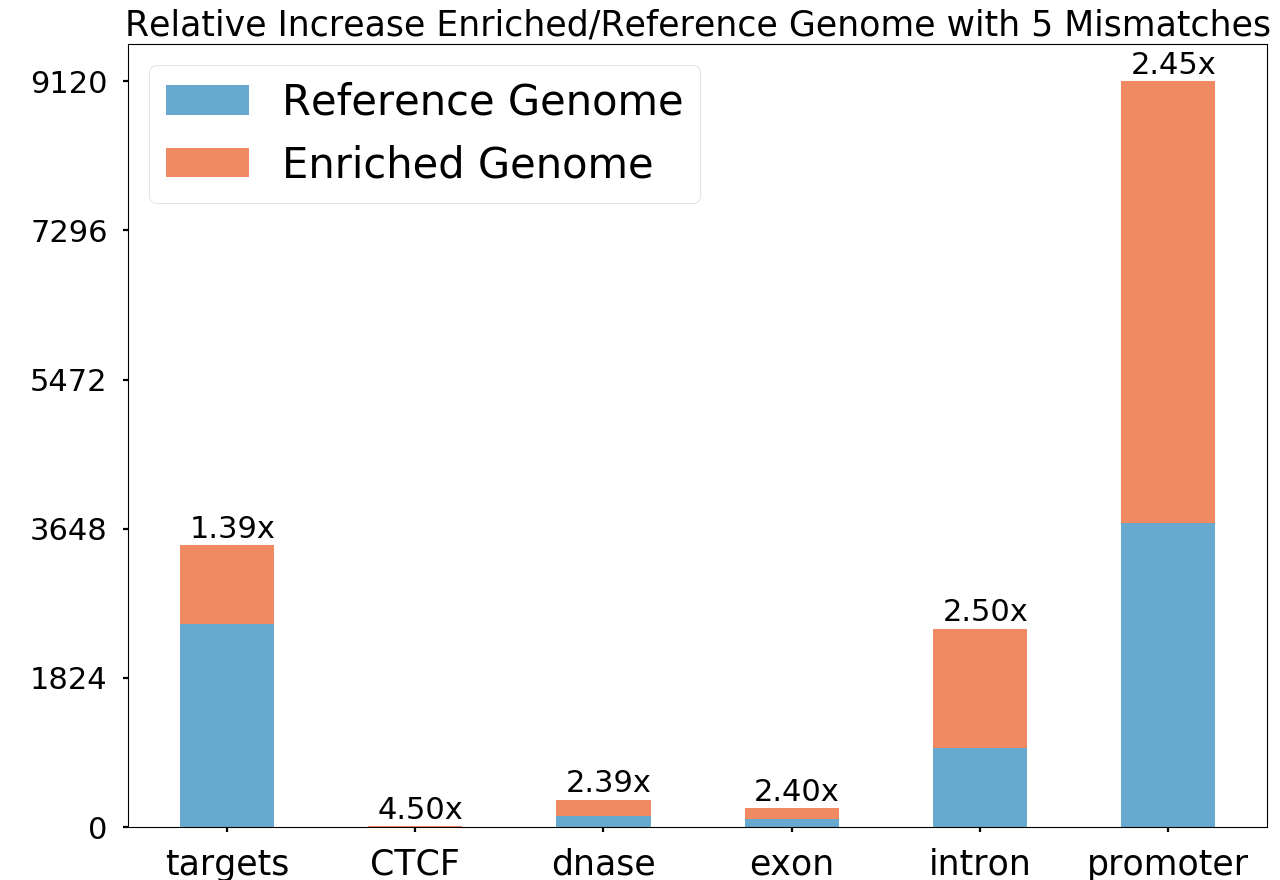 Relative Increase Enriched/Reference Genome with 5 Mismatches
Reference Genome
Enriched Genome
9120
7296
5472
3648
1824
0
1.39x
4.50x
2.39x
2.40x
2.50x
2.45x
targets
CTCF
dnase
exon
intron
promoter